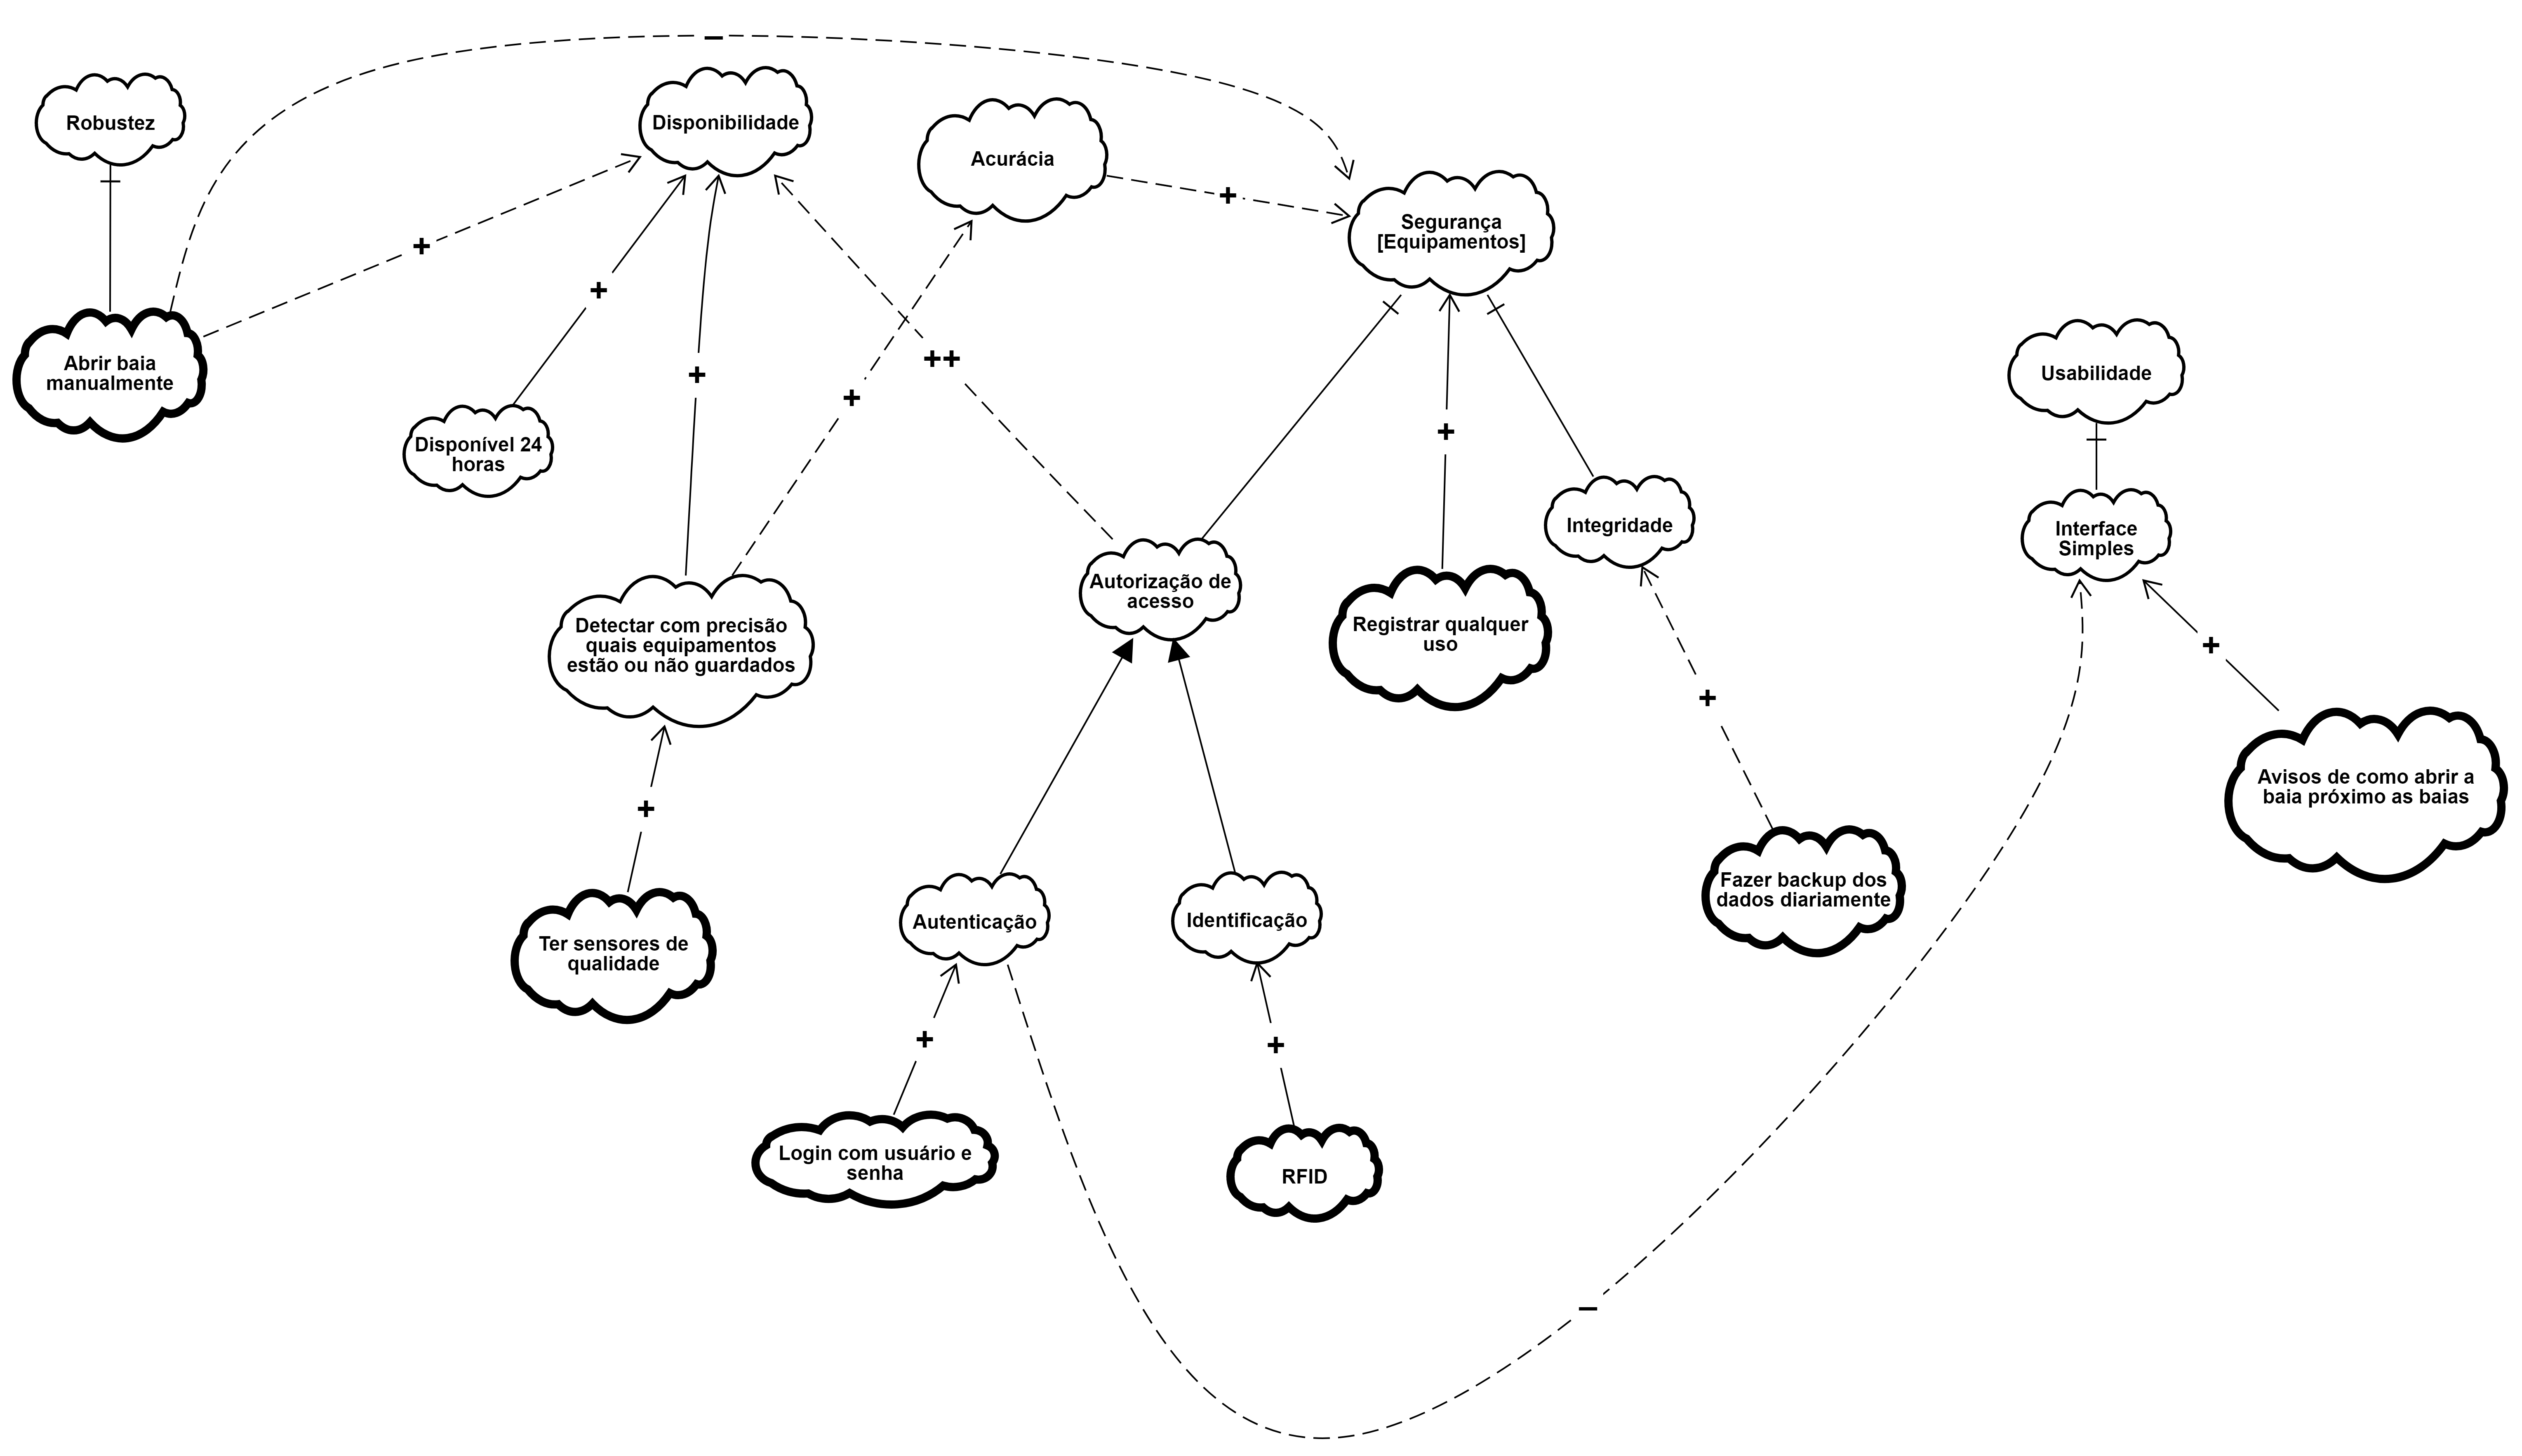 –
Robustez
Disponibilidade
Acurácia
+
Segurança
[Equipamentos]
+
+
Abrir baia
manualmente
++
Usabilidade
+
+
+
Disponível 24
horas
Integridade
Interface
Simples
Autorização de
acesso
Detectar com precisão
quais equipamentos
estão ou não guardados
Registrar qualquer
uso
+
+
Avisos de como abrir a
baia próximo as baias
+
Fazer backup dos
dados diariamente
Autenticação
Identificação
Ter sensores de
qualidade
+
+
Login com usuário e
senha
RFID
–